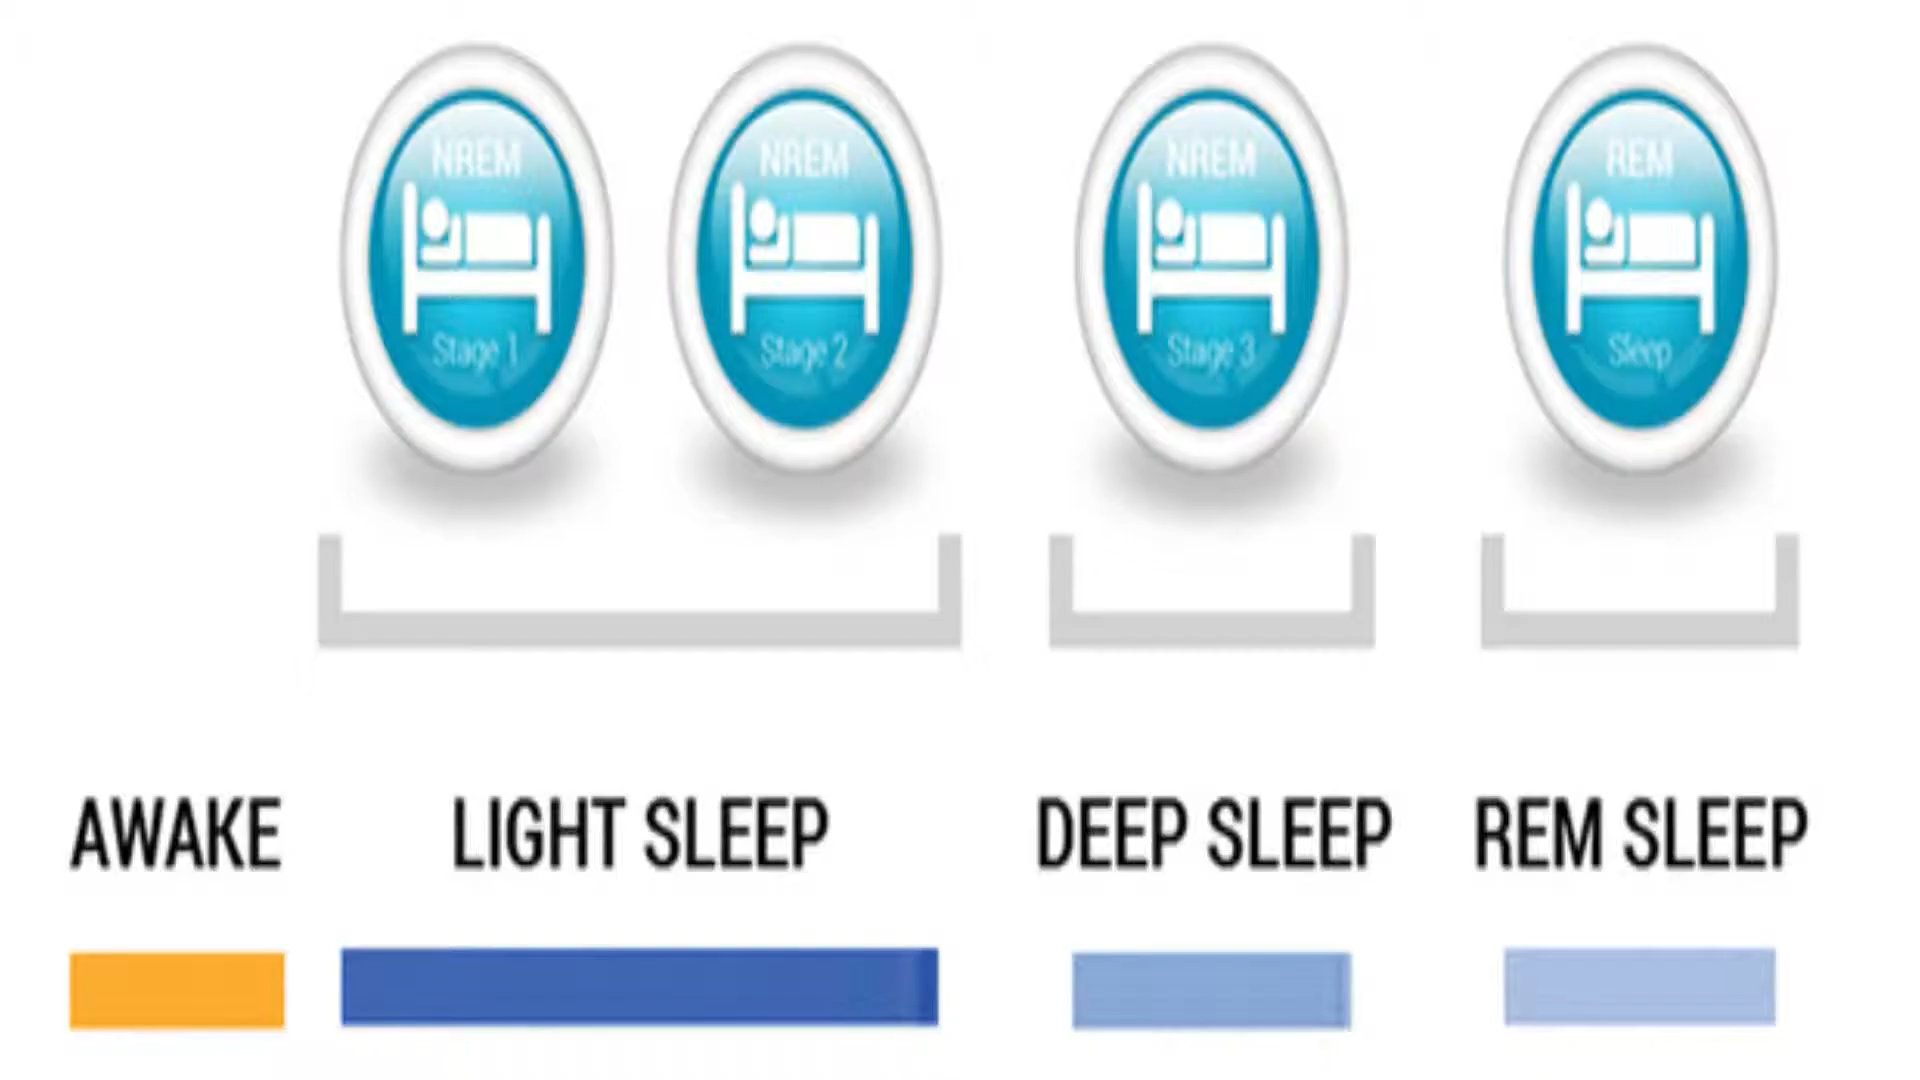 NREM
Stage 1
NREM
Stage 2
NREM
Stage 3
REM
Sleep
AWAKE
LIGHT SLEEP
DEEP SLEEP
REM SLEEP